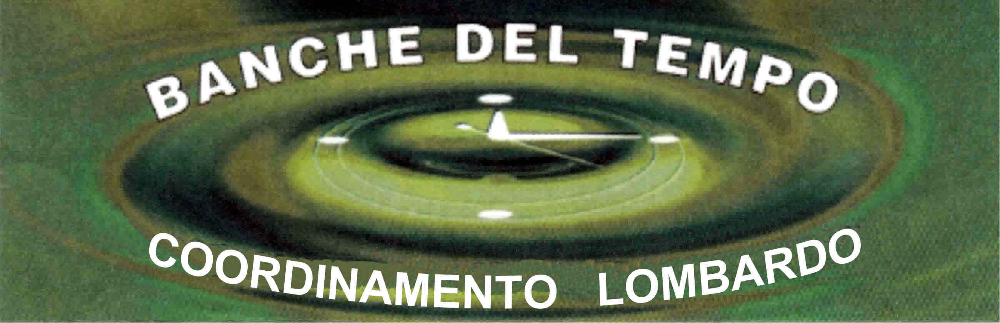 BANCHE DEL TEMPO
COORDINAMENTO LOMBARDO